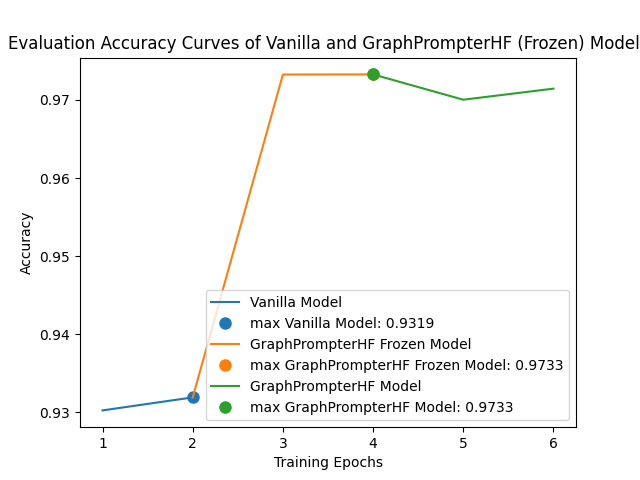 Evaluation Accuracy Curves of Vanilla and GraphPrompterHF (Frozen) Model
0.97
0.96
0.95
0.94
0.93
Accuracy
Vanilla Model
max Vanilla Model: 0.9319
GraphPrompterHF Frozen Model
max GraphPrompterHF Frozen Model: 0.9733
GraphPrompterHF Model
max GraphPrompterHF Model: 0.9733
1 2 3 4 5 6
Training Epochs